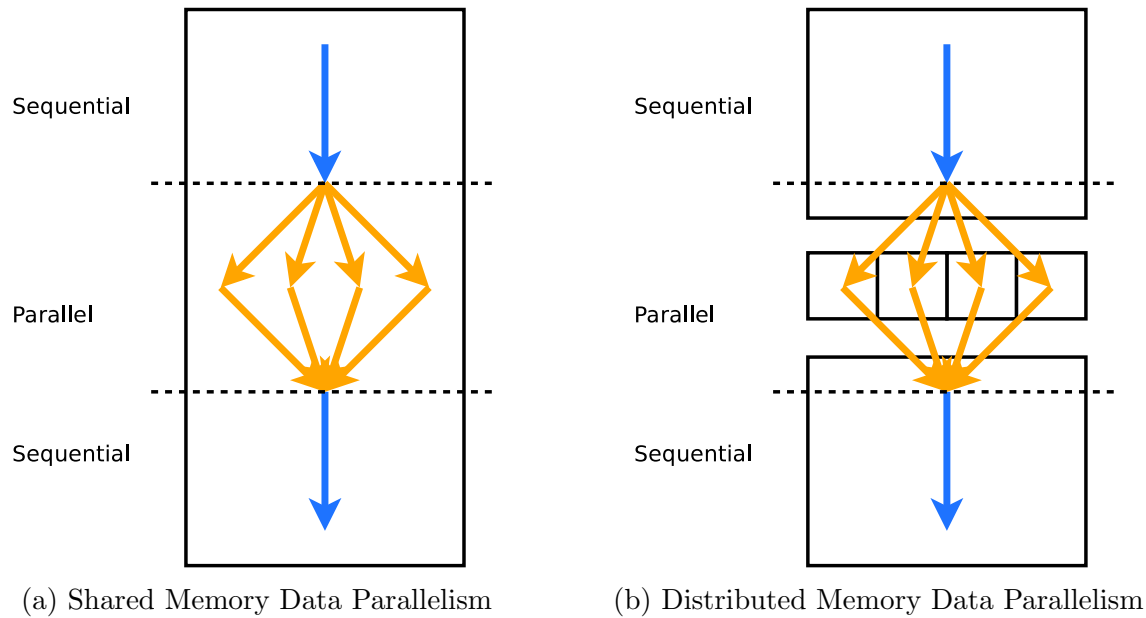 Sequential
Parallel
Sequential
(a) Shared Memory Data Parallelism
Sequential
Parallel
Sequential
(b) Distributed Memory Data Parallelism